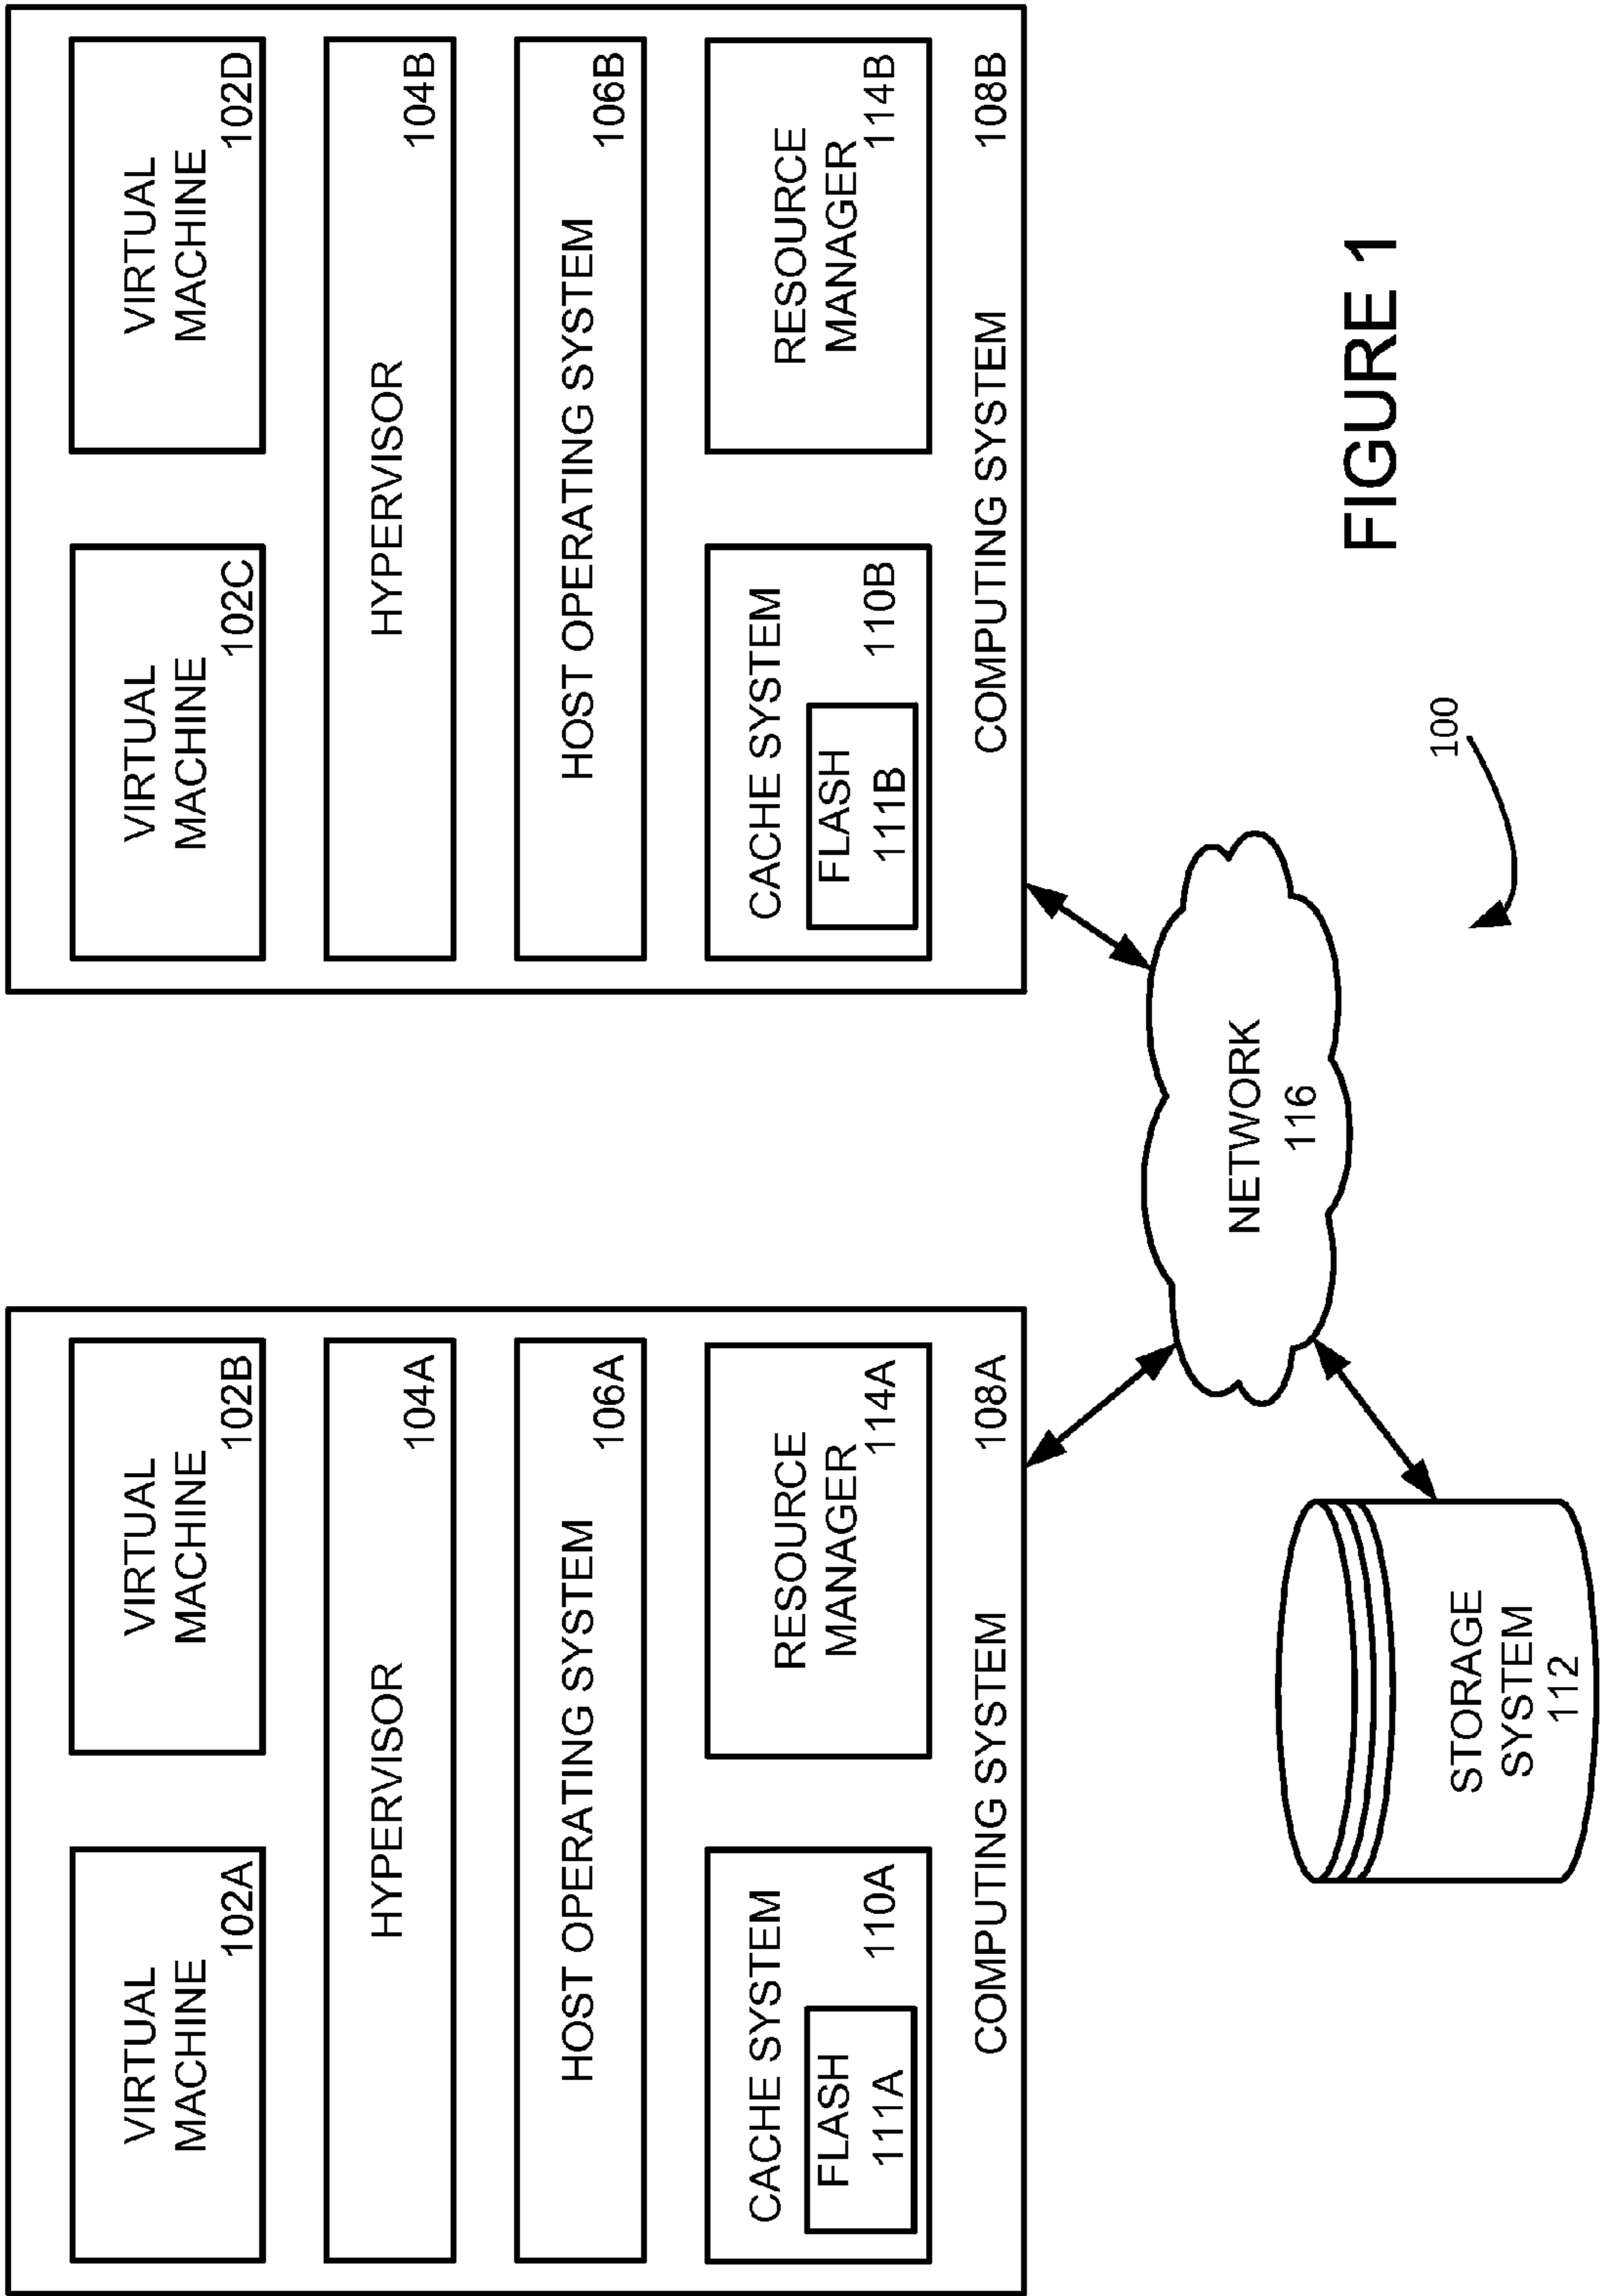 VIRTUAL
MACHINE
102A
VIRTUAL
MACHINE
102B
HYPERVISOR
104A
HOST OPERATING SYSTEM
106A
CACHE SYSTEM
110A
FLASH
111A
RESOURCE
MANAGER
114A
COMPUTING SYSTEM
108A
VIRTUAL
MACHINE
102C
VIRTUAL
MACHINE
102D
HYPERVISOR
104B
HOST OPERATING SYSTEM
106B
CACHE SYSTEM
110B
FLASH
111B
RESOURCE
MANAGER
114B
COMPUTING SYSTEM
108B
NETWORK
116
STORAGE
SYSTEM
112
100
FIGURE 1